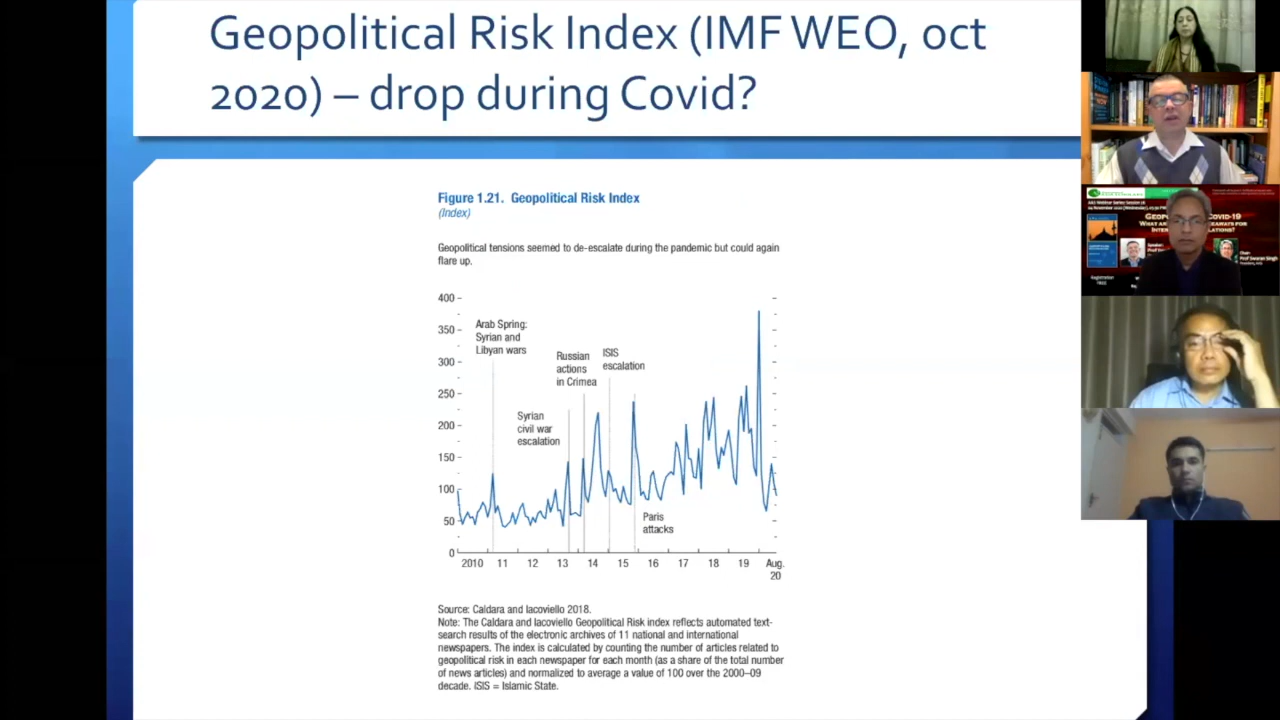 Geopolitical Risk Index (IMF WEO, oct
2020) – drop during Covid?
Figure 1.21. Geopolitical Risk Index
(Index)
Geopolitical tensions seemed to de-escalate during the pandemic but could again
flare up.
400
350
300
250
200
150
100
50
0
Arab Spring:
Syrian and
Libyan wars
Syrian
civil war
escalation
Russian
actions
in Crimea
ISIS
escalation
Paris
attacks
2010 11 12 13 14 15 16 17 18 19 Aug.
20
Source: Caldara and Iacoviello 2018.
Note: The Caldara and Iacoviello Geopolitical Risk index reflects automated text-
search results of the electronic archives of 11 national and international
newspapers. The index is calculated by counting the number of articles related to
geopolitical risk in each newspaper for each month (as a share of the total number
of news articles) and normalized to average a value of 100 over the 2000–09
decade. ISIS = Islamic State.
COVID-19